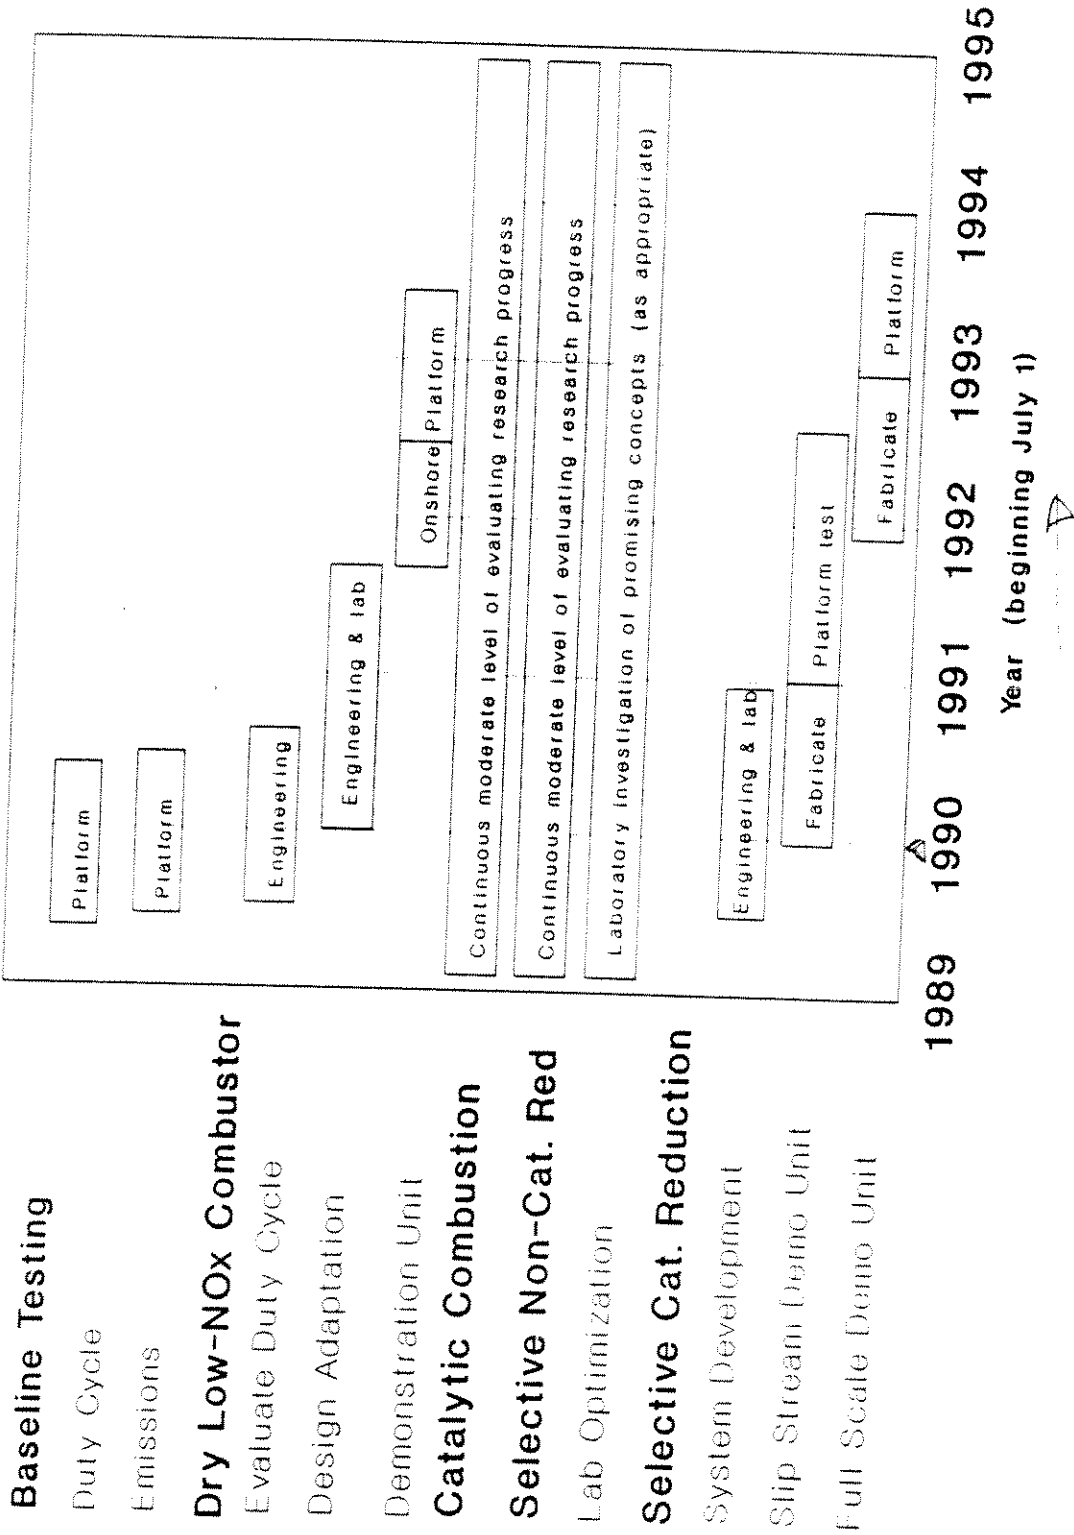 Baseline Testing
Duty Cycle
Platform
Emissions
Platform
Dry Low-NOx Combustor
Evaluate Duty Cycle
Engineering
Design Adaptation
Engineering & lab
Demonstration Unit
Onshore Platform
Catalytic Combustion
Continuous moderate level of evaluating research progress
Selective Non-Cat. Red
Continuous moderate level of evaluating research progress
Lab Optimization
Laboratory investigation of promising concepts (as appropriate)
Selective Cat. Reduction
System Development
Engineering & lab
Slip Stream Demo Unit
Fabricate Platform test
Full Scale Demo Unit
Fabricate Platform
1989 1990 1991 1992 1993 1994 1995
Year (beginning July 1)